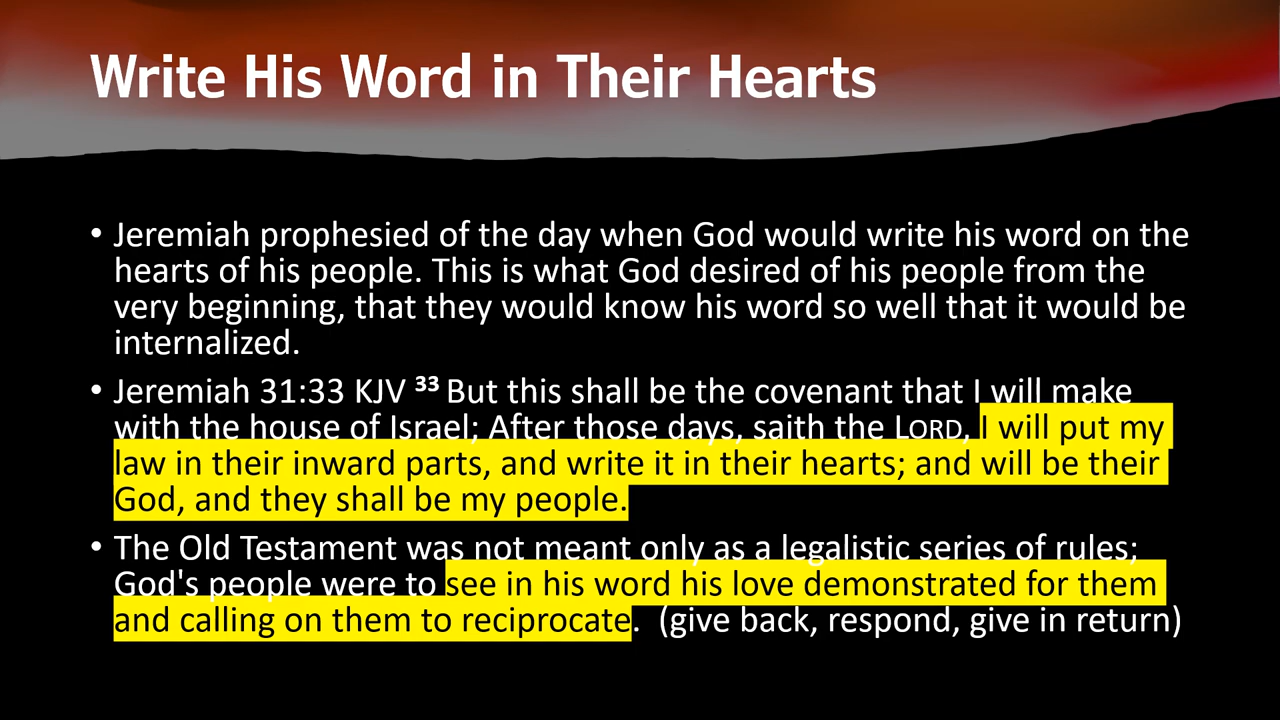 Write His Word in Their Hearts
• Jeremiah prophesied of the day when God would write his word on the
hearts of his people. This is what God desired of his people from the
very beginning, that they would know his word so well that it would be
internalized.
• Jeremiah 31:33 KJV ³³ But this shall be the covenant that I will make
with the house of Israel; After those days, saith the LORD, I will put my
law in their inward parts, and write it in their hearts; and will be their
God, and they shall be my people.
• The Old Testament was not meant only as a legalistic series of rules;
God's people were to see in his word his love demonstrated for them
and calling on them to reciprocate.  (give back, respond, give in return)